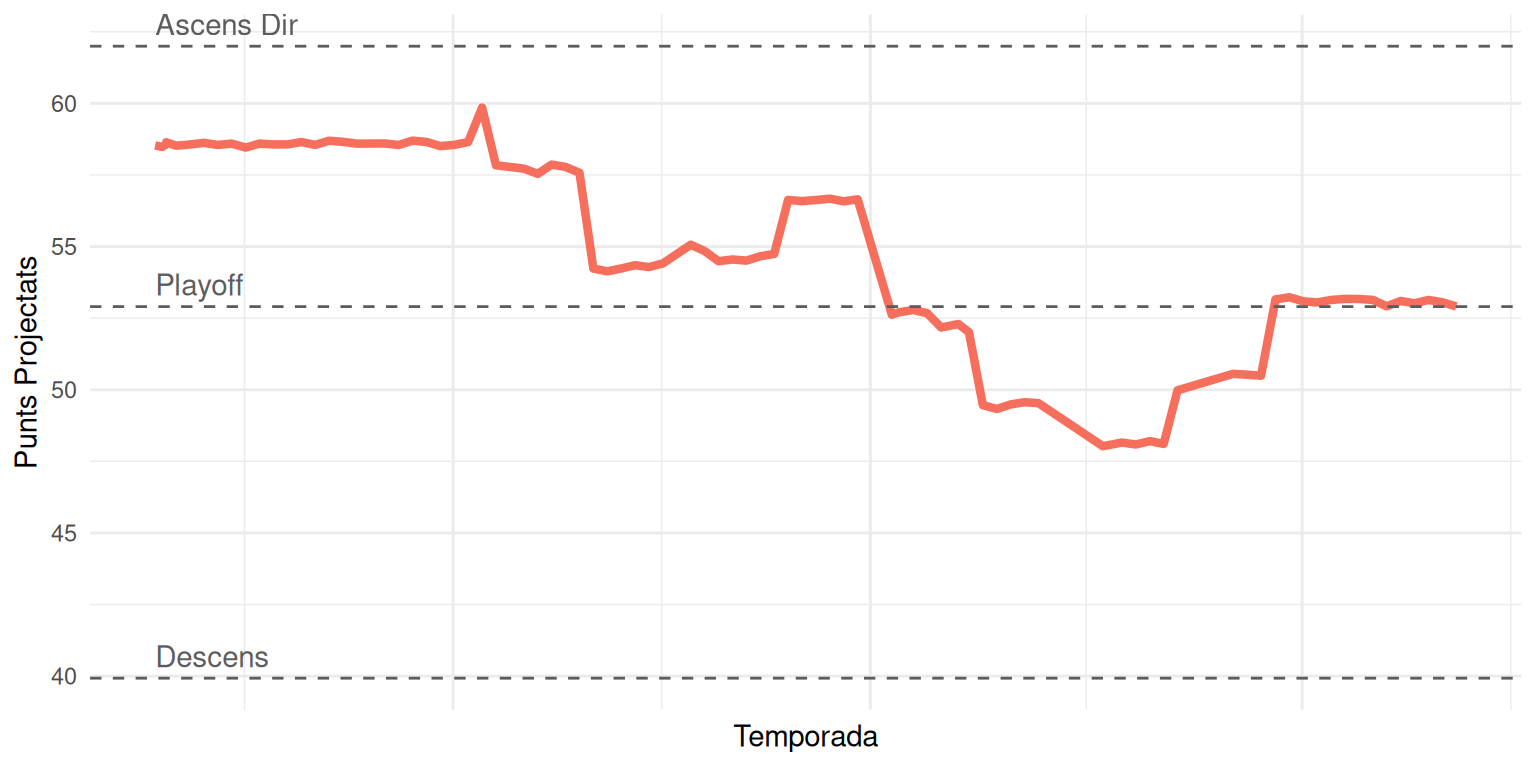 Ascens Dir
60
55
Playoff
50
45
Descens
40
Punts Projectats
Temporada